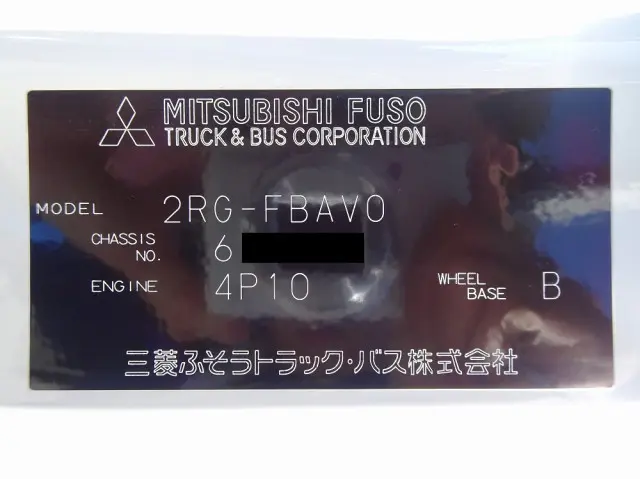 MITSUBISHI FUSO
TRUCK & BUS CORPORATION
MODEL 2RG-FBAV0
CHASSIS NO. 6
ENGINE 4P10 WHEEL BASE B
三菱ふそうトラック・バス株式会社